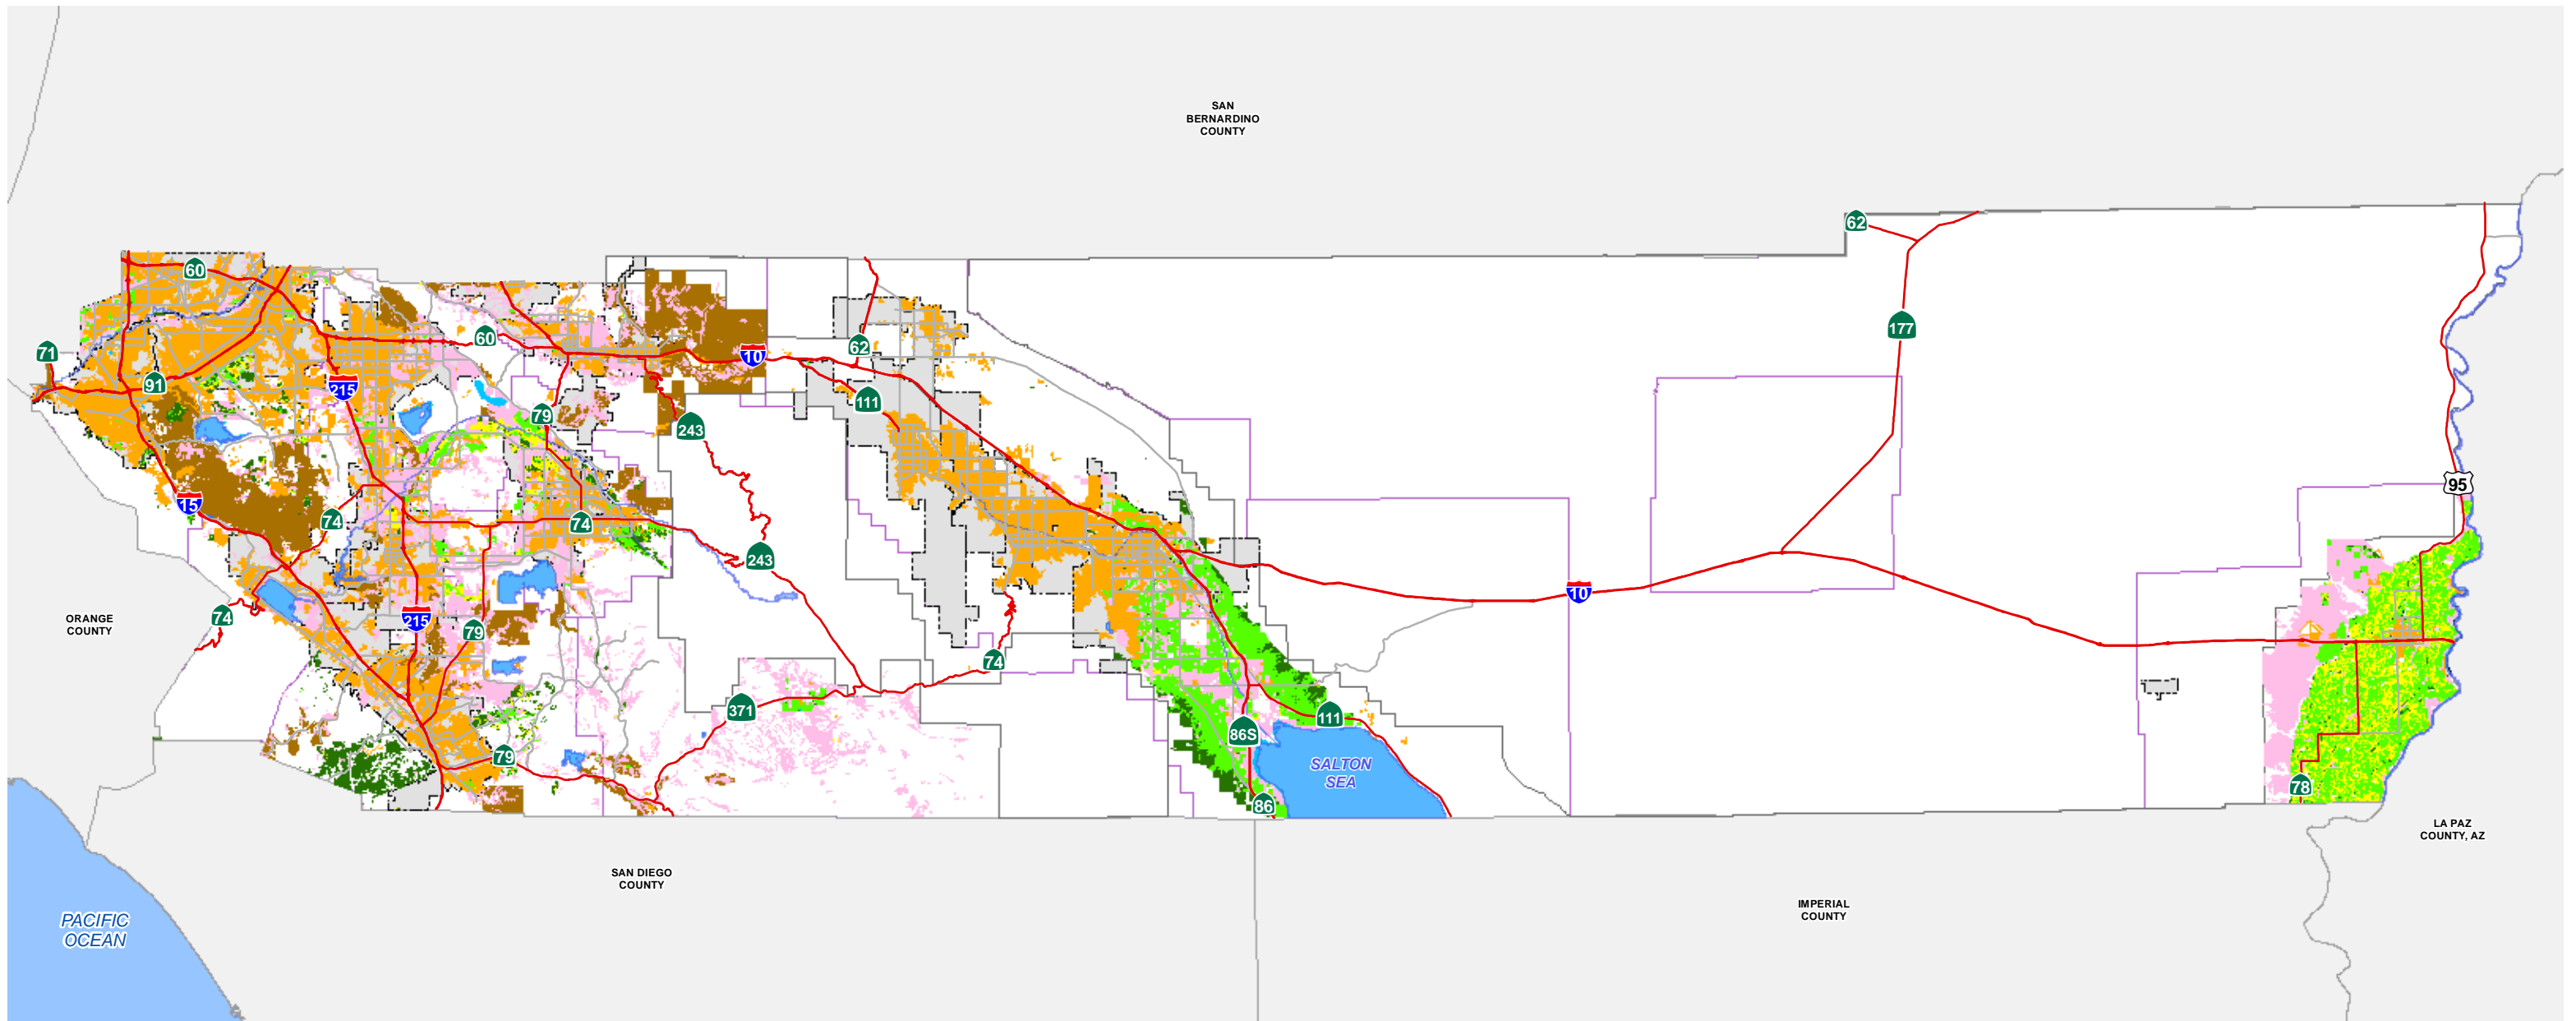 SAN
BERNARDINO
COUNTY
62
60
177
71
60
62
10
91
215
111
79
243
95
15
74
74
243
10
ORANGE
COUNTY
74
215
79
74
371
111
86S
79
SALTON
SEA
78
86
LA PAZ
COUNTY, AZ
SAN DIEGO
COUNTY
IMPERIAL
COUNTY
PACIFIC
OCEAN